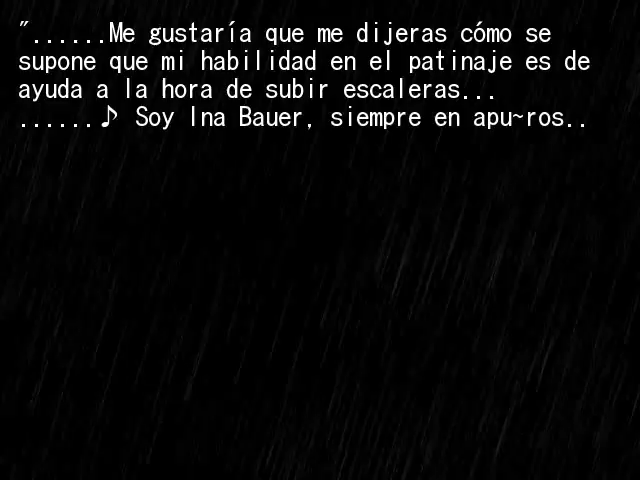 "......Me gustaría que me dijeras cómo se
supone que mi habilidad en el patinaje es de
ayuda a la hora de subir escaleras...
......♪ Soy Ina Bauer, siempre en apu~ros..